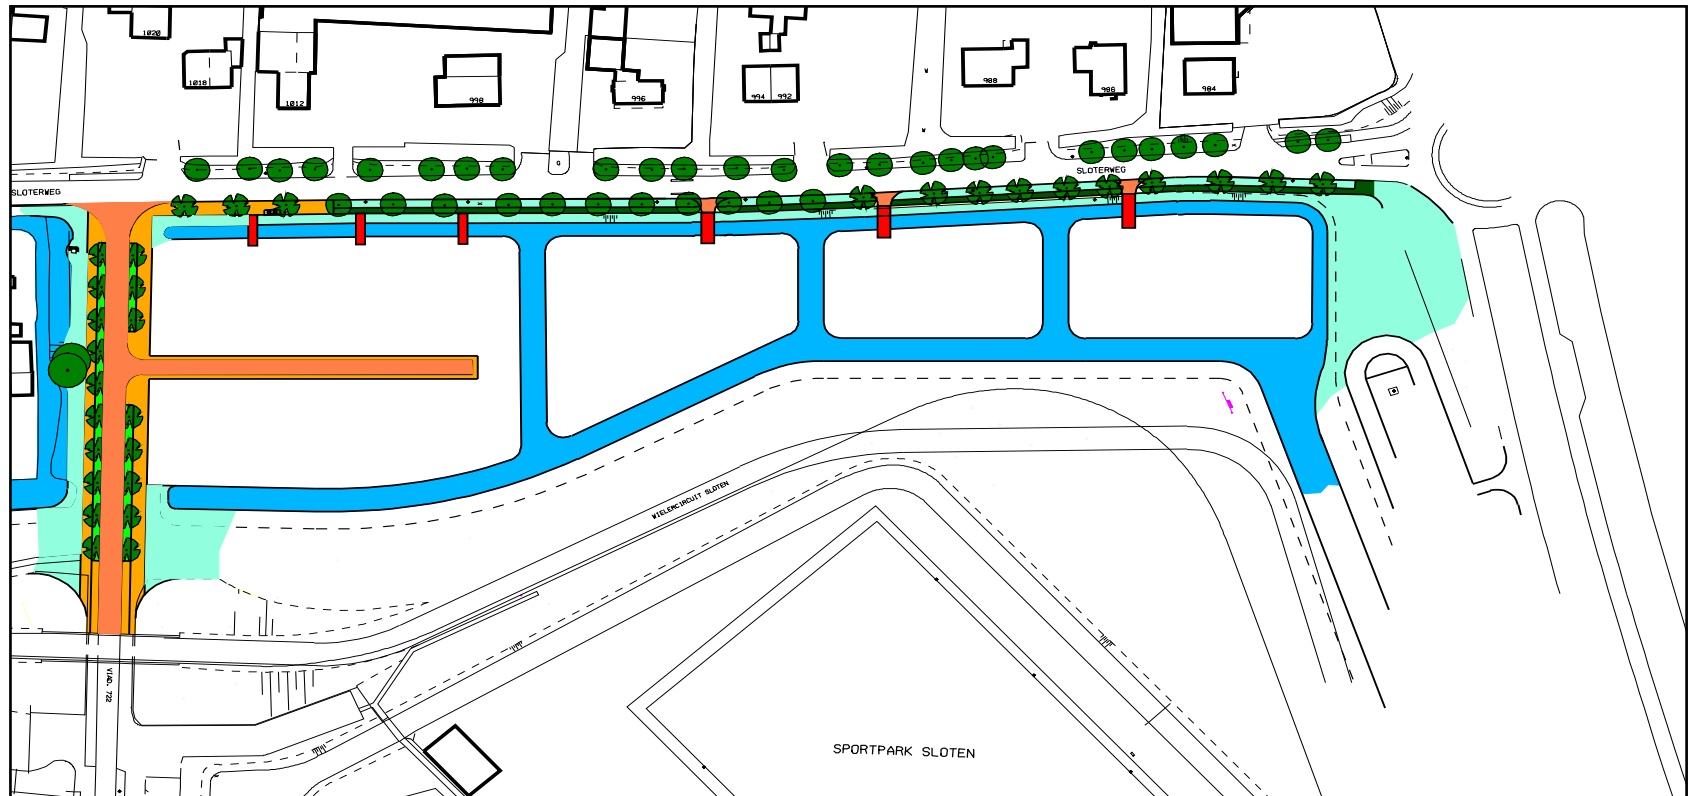 1020
1018
1012
998
996
994 992
988
986
984
SLOTERWEG
SLOTERWEG
WIELERCIRCUIT SLOTEN
VIAD. 722
SPORTPARK SLOTEN